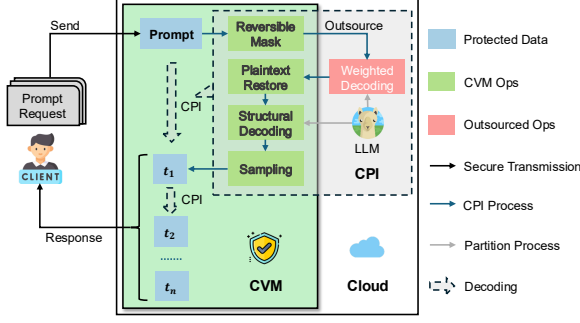 Send
Prompt
Reversible
Mask
Outsource
Prompt
Request
CLIENT
Response
CPI
Plaintext
Restore
Weighted
Decoding
Structural
Decoding
LLM
Sampling
CPI
t₁
CPI
t₂
......
tₙ
CVM
Cloud
Protected Data
CVM Ops
Outsourced Ops
Secure Transmission
CPI Process
Partition Process
Decoding